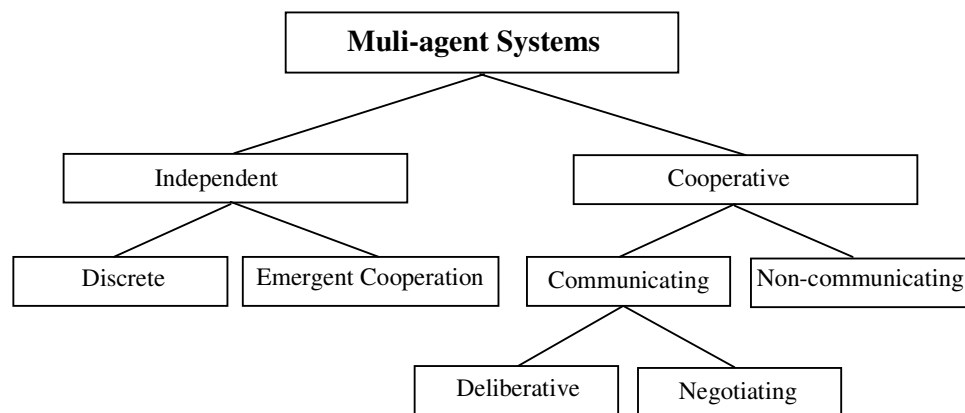 Muli-agent Systems
Independent
Cooperative
Discrete
Emergent Cooperation
Communicating
Non-communicating
Deliberative
Negotiating